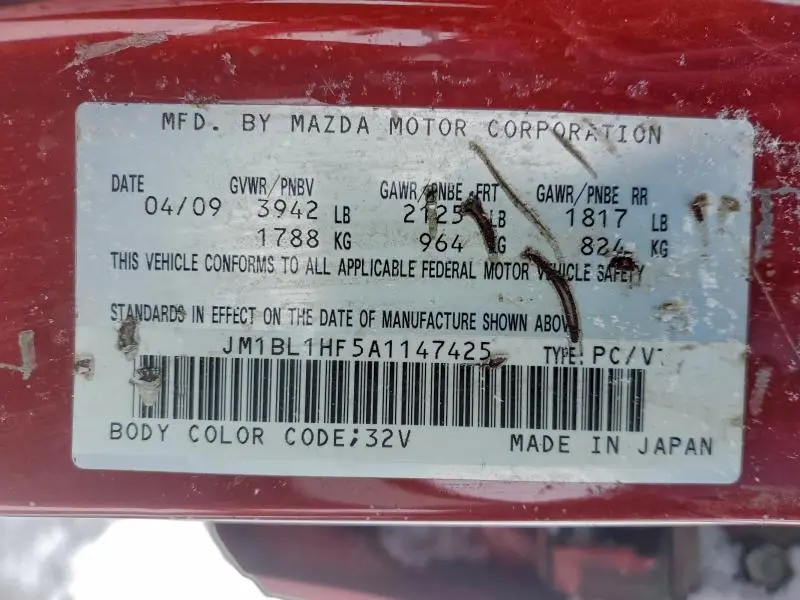 MFD. BY MAZDA MOTOR CORPORATION
DATE GVWR/PNBV GAWR/PNBE FRT GAWR/PNBE RR
04/09 3942 LB 2125 LB 1817 LB
1788 KG 964 KG 824 KG
THIS VEHICLE CONFORMS TO ALL APPLICABLE FEDERAL MOTOR VEHICLE SAFETY
STANDARDS IN EFFECT ON THE DATE OF MANUFACTURE SHOWN ABOVE
JM1BL1HF5A1147425 TYPE:
BODY COLOR CODE;32V MADE IN JAPAN